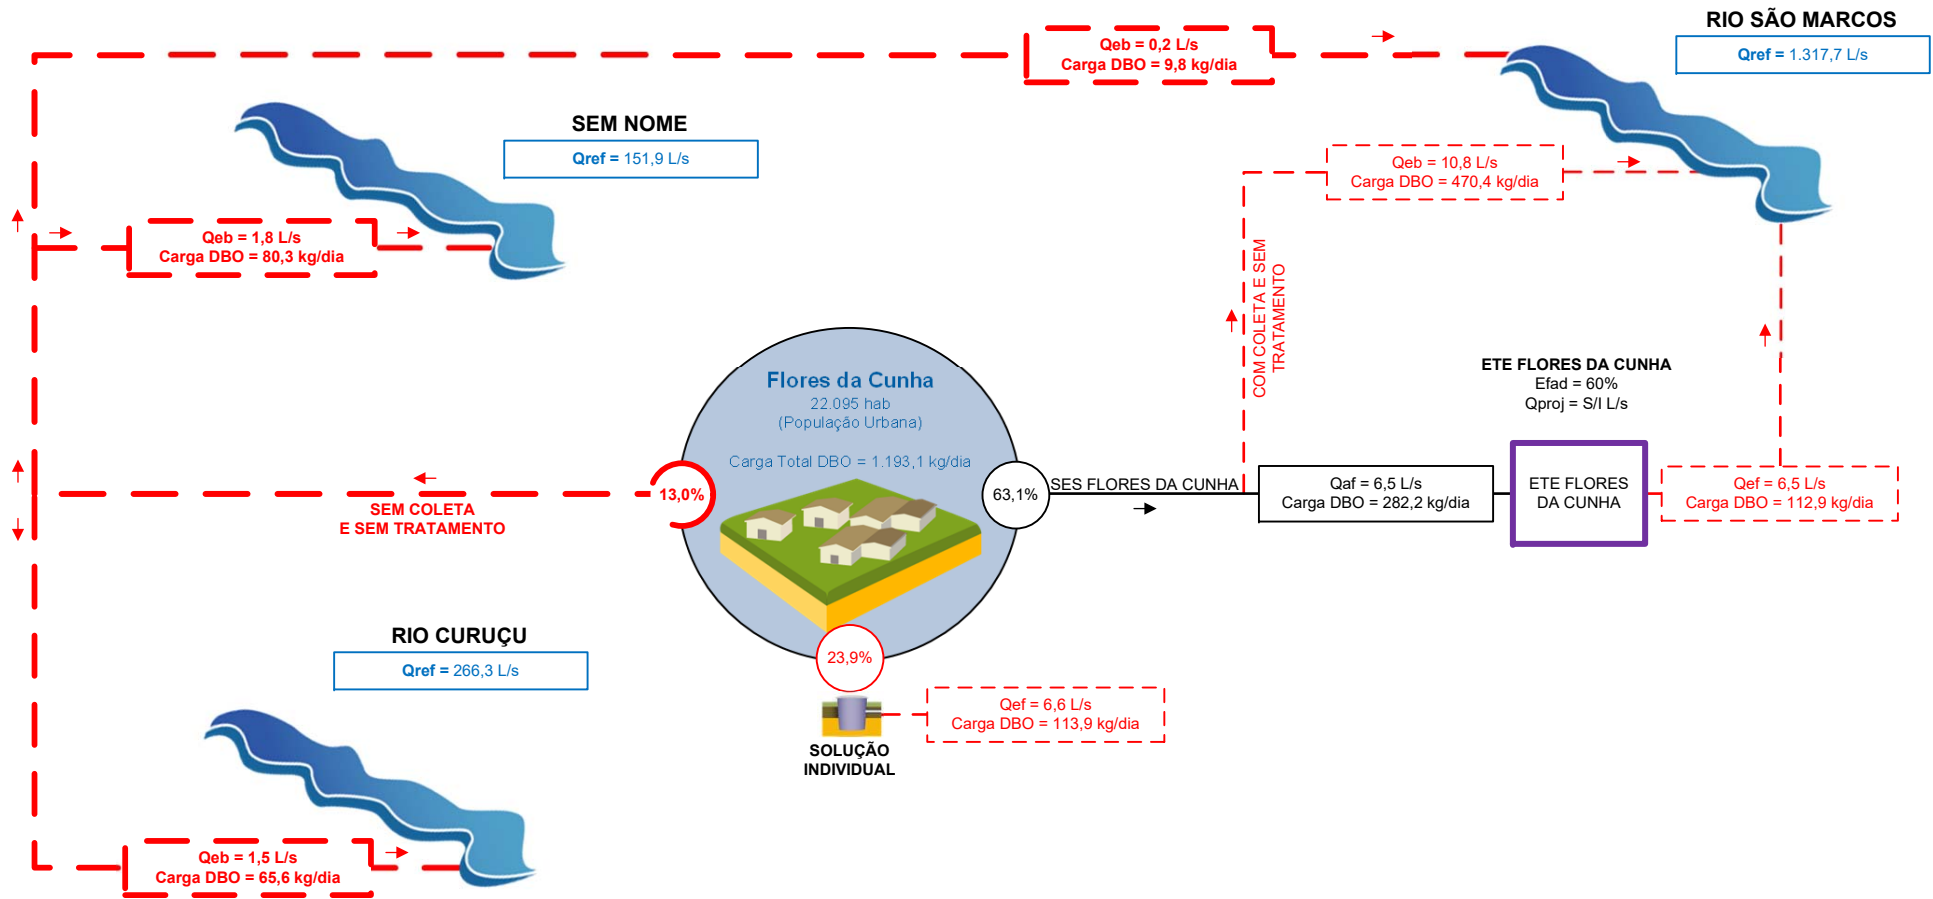 RIO SÃO MARCOS
Qref = 1.317,7 L/s
Qeb = 0,2 L/s
Carga DBO = 9,8 kg/dia
SEM NOME
Qref = 151,9 L/s
Qeb = 10,8 L/s
Carga DBO = 470,4 kg/dia
Qeb = 1,8 L/s
Carga DBO = 80,3 kg/dia
COM COLETA E SEM
TRATAMENTO
ETE FLORES DA CUNHA
Efad = 60%
Qproj = S/I L/s
Flores da Cunha
22.095 hab
(População Urbana)
Carga Total DBO = 1.193,1 kg/dia
13,0%
SEM COLETA
E SEM TRATAMENTO
63,1%
SES FLORES DA CUNHA
Qaf = 6,5 L/s
Carga DBO = 282,2 kg/dia
ETE FLORES
DA CUNHA
Qef = 6,5 L/s
Carga DBO = 112,9 kg/dia
RIO CURUÇU
Qref = 266,3 L/s
23,9%
Qef = 6,6 L/s
Carga DBO = 113,9 kg/dia
SOLUÇÃO
INDIVIDUAL
Qeb = 1,5 L/s
Carga DBO = 65,6 kg/dia